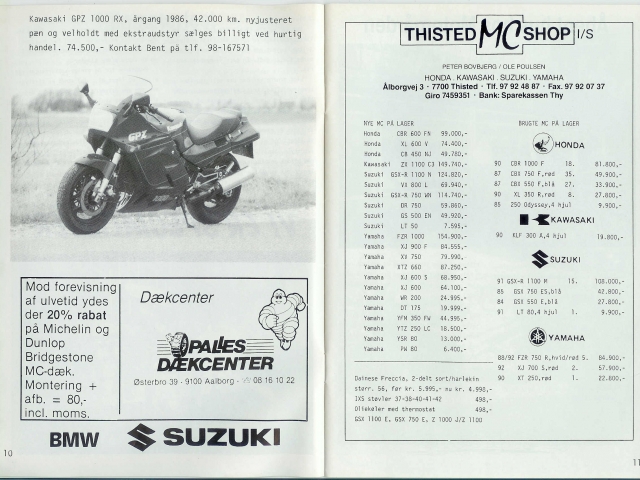 Kawasaki GPZ 1000 RX, årgang 1986, 42.000 km. nyjusteret
pæn og velholdt med ekstraudstyr sælges billigt ved hurtig
handel. 74.500,- Kontakt Bent på tlf. 98-167571
GPX
Mod forevisning
af ulvetid ydes
der 20% rabat
på Michelin og
Dunlop
Bridgestone
MC-dæk.
Montering +
afb. = 80,-
incl. moms.
Dækcenter
PALLES
DÆKCENTER
Østerbro 39 · 9100 Aalborg · 08 16 10 22
BMW SUZUKI
10
THISTED MC SHOP I/S
PETER BOVBJERG / OLE POULSEN
HONDA . KAWASAKI . SUZUKI . YAMAHA
Ålborgvej 3 · 7700 Thisted · Tlf. 97 92 48 87 · Fax. 97 92 07 37
Giro 7459351 · Bank: Sparekassen Thy
NYE MC PÅ LAGER
Honda CBR 600 FN 99.000,-
Honda XL 600 V 74.400,-
Honda CB 450 NJ 49.780,-
Kawasaki ZX 1100 C3 149.740,-
Suzuki GSX-R 1100 N 124.820,-
Suzuki VX 800 L 69.940,-
Suzuki GSX-R 750 WN 114.740,-
Suzuki DR 750 59.860,-
Suzuki GS 500 EN 49.920,-
Suzuki LT 50 7.595,-
Yamaha FZR 1000 154.900,-
Yamaha XJ 900 F 84.555,-
Yamaha XV 750 79.990,-
Yamaha XTZ 660 87.250,-
Yamaha XJ 600 S 68.950,-
Yamaha XJ 600 64.100,-
Yamaha WR 200 24.995,-
Yamaha DT 175 19.999,-
Yamaha YFM 350 FW 44.995,-
Yamaha YTZ 250 LC 18.500,-
Yamaha YSR 80 13.000,-
Yamaha PW 80 6.400,-
Dainese Freccia, 2-delt sort/hurlekin
størr. 56, før kr. 5.995,- nu kr. 4.998,-
IXS støvler 37-38-40-41-42 498,-
Oliekøler med thermostat 498,-
GSX 1100 E, GSX 750 E, Z 1000 J/Z 1100
BRUGTE MC PÅ LAGER
HONDA
90 CBR 1000 F 18. 81.800,-
87 CBX 750 F,rød 35. 49.900,-
87 CBX 550 F,blå 27. 33.900,-
90 XL 350 R,sør 8. 27.800,-
85 250 Odyssey,4 hjul 9.900,-
KAWASAKI
90 KLF 300 A,4 hjul 19.800,-
SUZUKI
91 GSX-R 1100 M 15. 108.000,-
85 GSX 750 ES,blå 42.800,-
84 GSX 550 E,blå 27.800,-
91 LT 80,4 hjul 1. 9.900,-
YAMAHA
88/92 FZR 750 R,hvid/rød 5. 84.900,-
92 XJ 700 S,rød 2. 57.900,-
90 XT 250,rød 1. 22.800,-
11